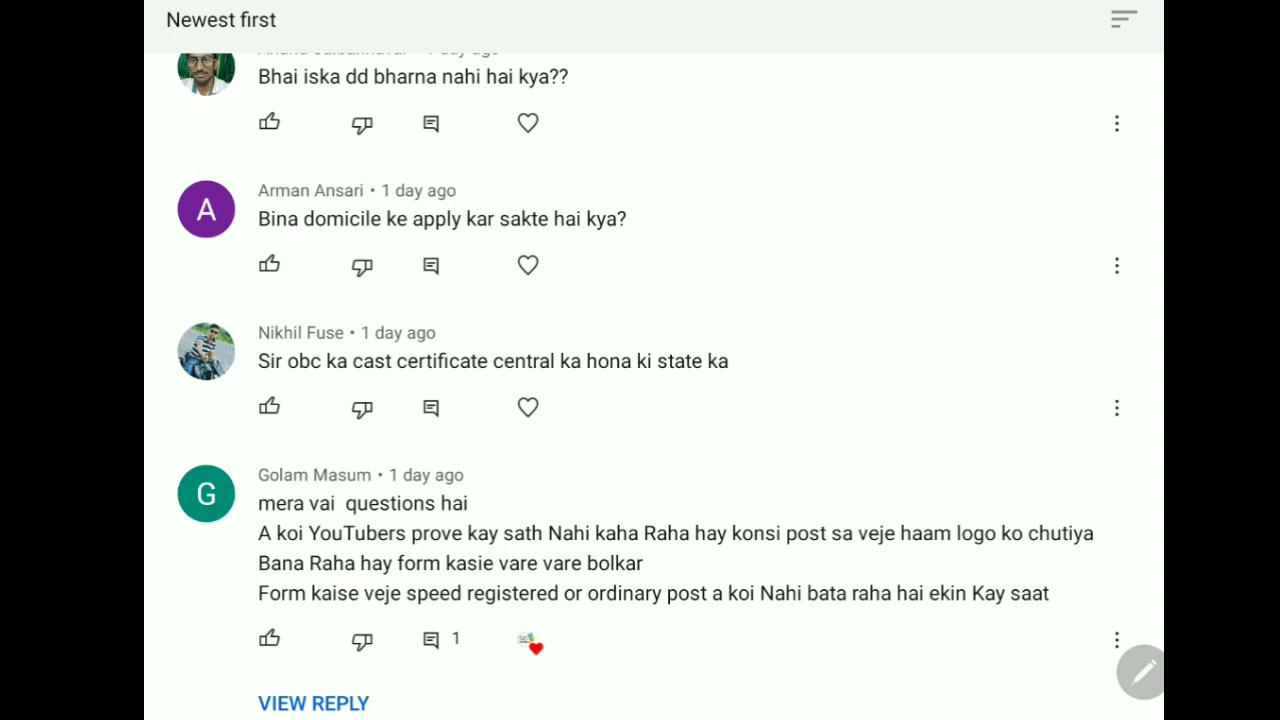 Newest first
1 day ago
Bhai iska dd bharna nahi hai kya??
A
Arman Ansari • 1 day ago
Bina domicile ke apply kar sakte hai kya?
Nikhil Fuse • 1 day ago
Sir obc ka cast certificate central ka hona ki state ka
G
Golam Masum • 1 day ago
mera vai questions hai
A koi YouTubers prove kay sath Nahi kaha Raha hay konsi post sa veje haam logo ko chutiya
Bana Raha hay form kasie vare vare bolkar
Form kaise veje speed registered or ordinary post a koi Nahi bata raha hai ekin Kay saat
1
VIEW REPLY